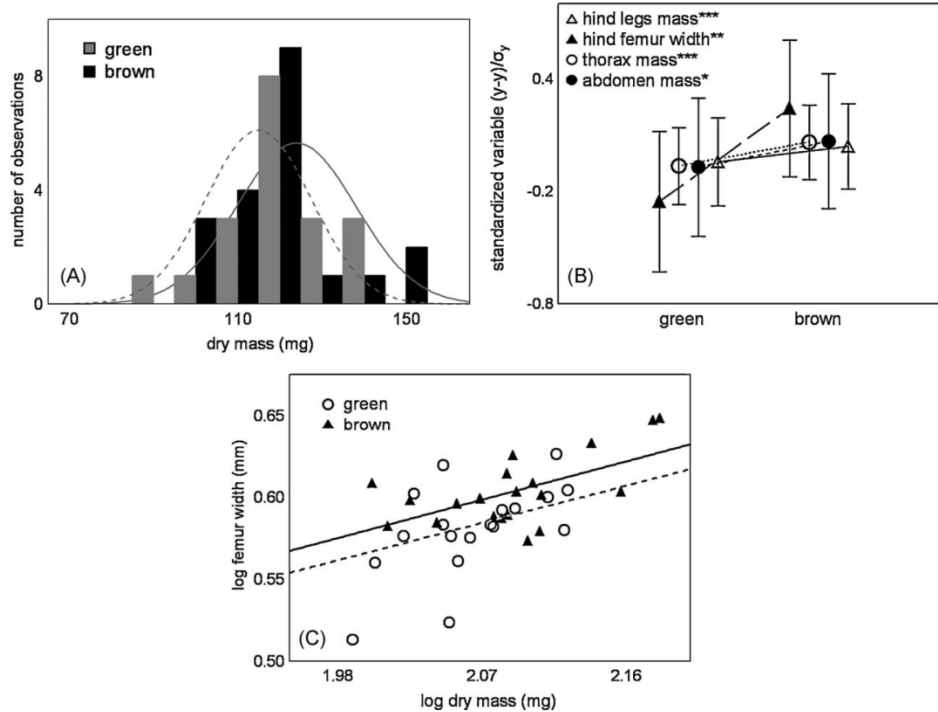 green
brown
8
4
0
number of observations
(A)
70 110 150
dry mass (mg)
hind legs mass***
hind femur width**
thorax mass***
abdomen mass*
0.4
-0.2
-0.8
standardized variable (y-y)/σy
(B)
green brown
green
brown
0.65
0.60
0.55
0.50
log femur width (mm)
(C)
1.98 2.07 2.16
log dry mass (mg)